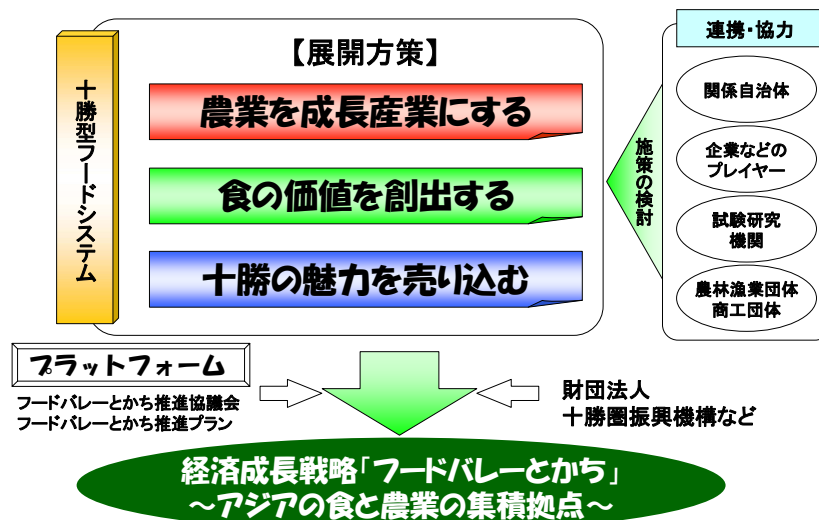 十勝型フードシステム
【展開方策】
農業を成長産業にする
食の価値を創出する
十勝の魅力を売り込む
施策の検討
連携・協力
関係自治体
企業などの
プレイヤー
試験研究
機関
農林漁業団体
商工団体
プラットフォーム
フードバレーとかち推進協議会
フードバレーとかち推進プラン
財団法人
十勝圏振興機構など
経済成長戦略「フードバレーとかち」
～アジアの食と農業の集積拠点～